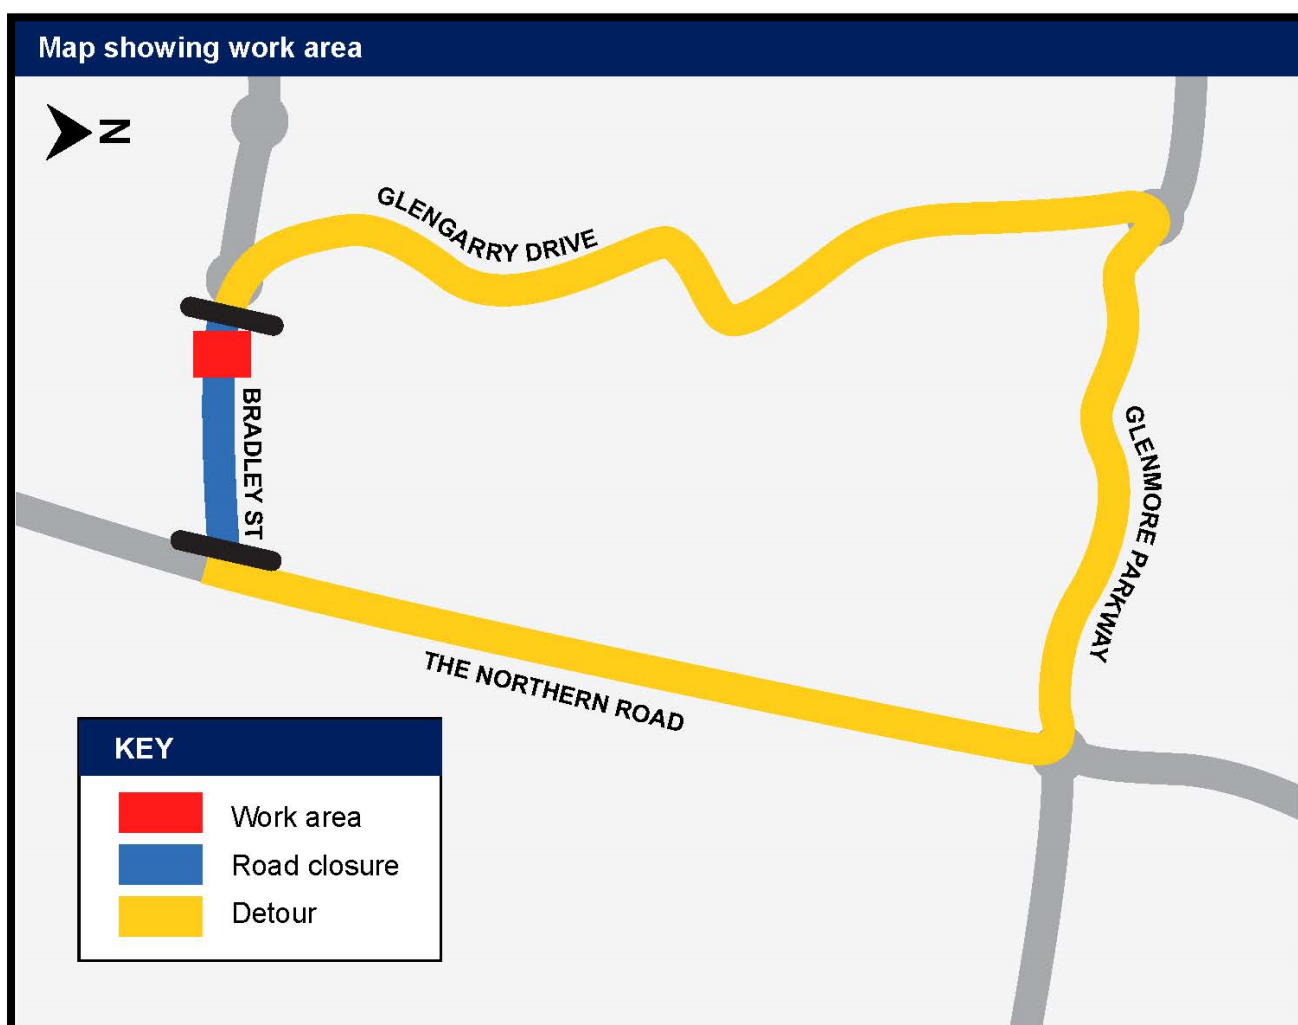 Map showing work area
N
GLENGARRY DRIVE
BRADLEY ST
GLENMORE PARKWAY
THE NORTHERN ROAD
KEY
Work area
Road closure
Detour